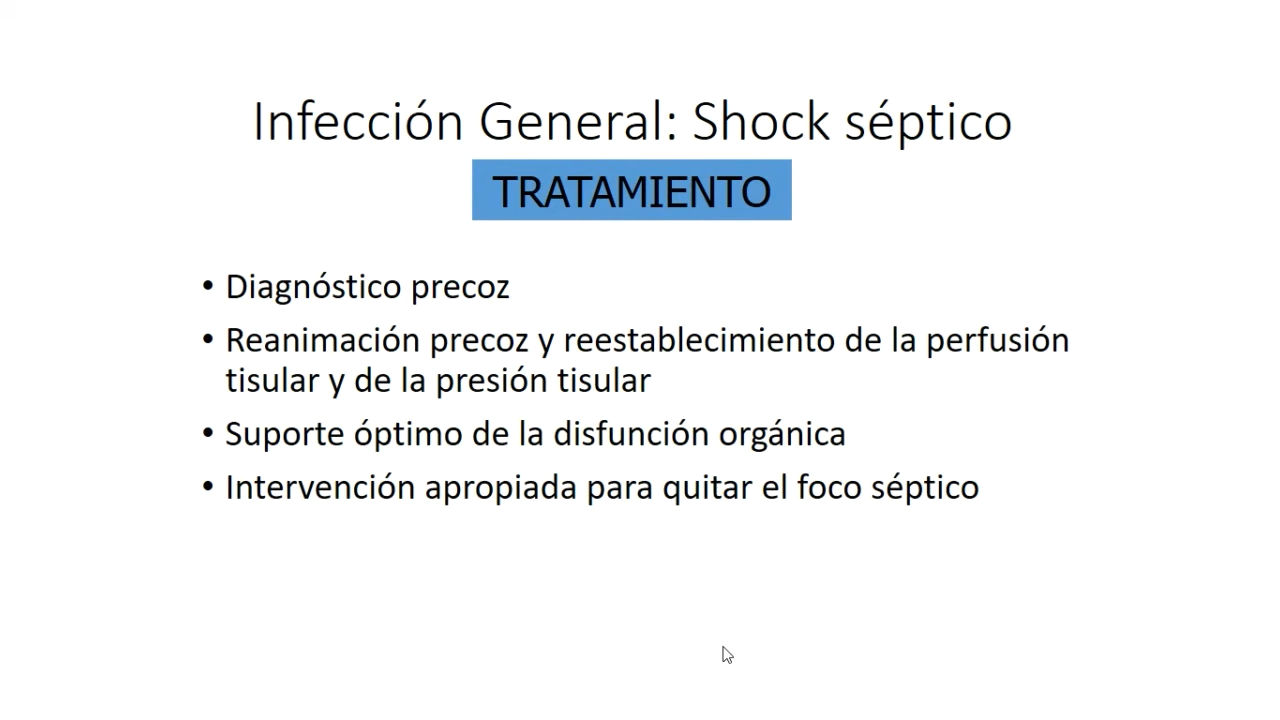 Infección General: Shock séptico
TRATAMIENTO
• Diagnóstico precoz
• Reanimación precoz y reestablecimiento de la perfusión
tisular y de la presión tisular
• Suporte óptimo de la disfunción orgánica
• Intervención apropiada para quitar el foco séptico